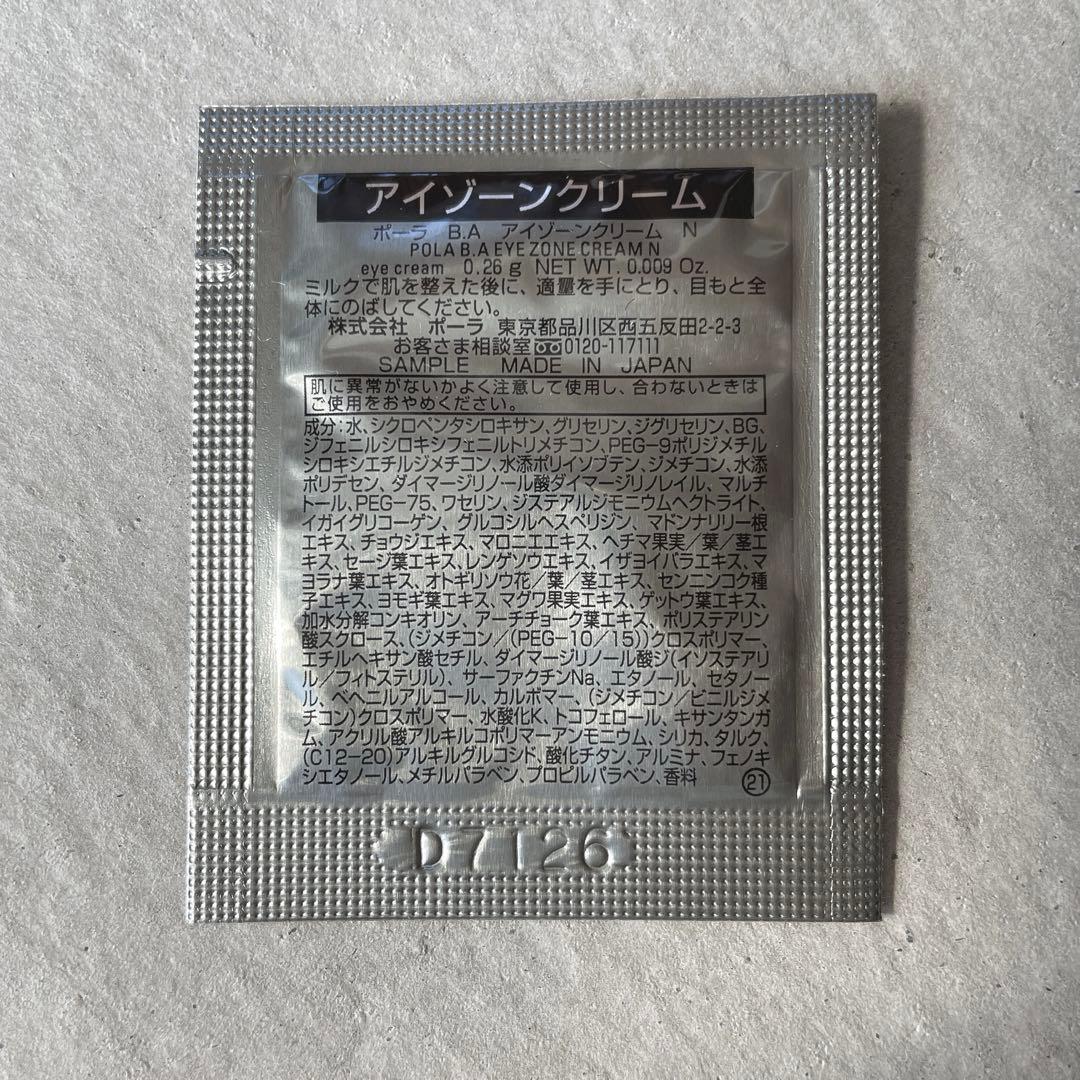 アイゾーンクリーム
ポーラ B.A アイゾーンクリーム N
POLA B.A EYE ZONE CREAM N
eye cream 0.26 g NET WT. 0.009 Oz.
ミルクで肌を整えた後に、適量を手にとり、目もと全
体にのばしてください。
株式会社 ポーラ 東京都品川区西五反田2-2-3
お客さま相談室 0120-117111
SAMPLE MADE IN JAPAN
肌に異常がないかよく注意して使用し、合わないときは
ご使用をおやめください。
成分：水、シクロペンタシロキサン、グリセリン、ジグリセリン、BG、
ジフェニルシロキシフェニルトリメチコン、PEG-9ポリジメチル
シロキシエチルジメチコン、水添ポリイソブテン、ジメチコン、水添
ポリデセン、ダイマージリノール酸ダイマージリノレイル、マルチ
トール、PEG-75、ワセリン、ジステアルジモニウムヘクトライト、
イガイグリコーゲン、グルコシルヘスペリジン、マドンナリリー根
エキス、チョウジエキス、マロニエエキス、ヘチマ果実／葉／茎エ
キス、セージ葉エキス、レンゲソウエキス、イザヨイバラエキス、マ
ヨラナ葉エキス、オトギリソウ花／葉／茎エキス、センニンコク種
子エキス、ヨモギ葉エキス、マグワ果実エキス、ゲットウ葉エキス、
加水分解コンキオリン、アーチチョーク葉エキス、ポリステアリン
酸スクロース、(ジメチコン／(PEG-10／15))クロスポリマー、
エチルヘキサン酸セチル、ダイマージリノール酸ジ(イソステアリ
ル／フィトステリル)、サーファクチンNa、エタノール、セタノー
ル、ベヘニルアルコール、カルボマー、(ジメチコン／ビニルジメ
チコン)クロスポリマー、水酸化K、トコフェロール、キサンタンガ
ム、アクリル酸アルキルコポリマーアンモニウム、シリカ、タルク、
(C12-20)アルキルグルコシド、酸化チタン、アルミナ、フェノキ
シエタノール、メチルパラベン、プロピルパラベン、香料 ㉑
D7126